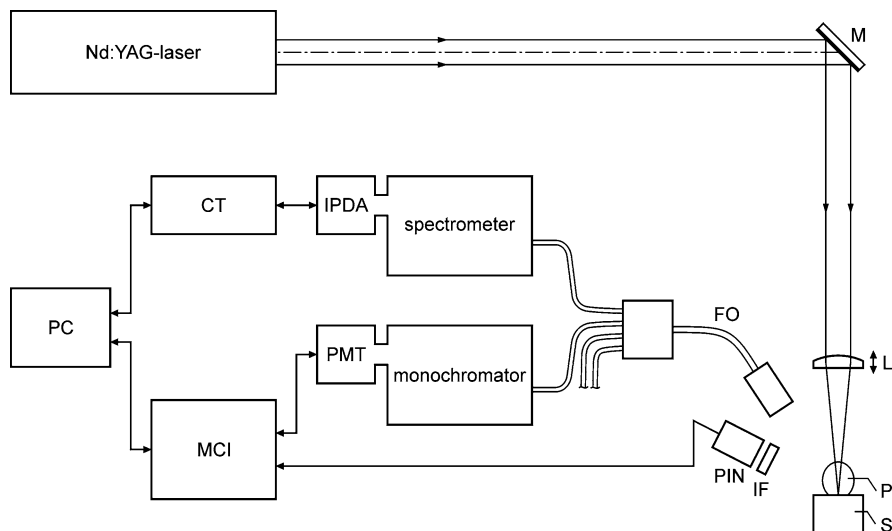 Nd:YAG-laser
M
CT
IPDA
spectrometer
PC
FO
PMT
monochromator
L
MCI
PIN
IF
P
S